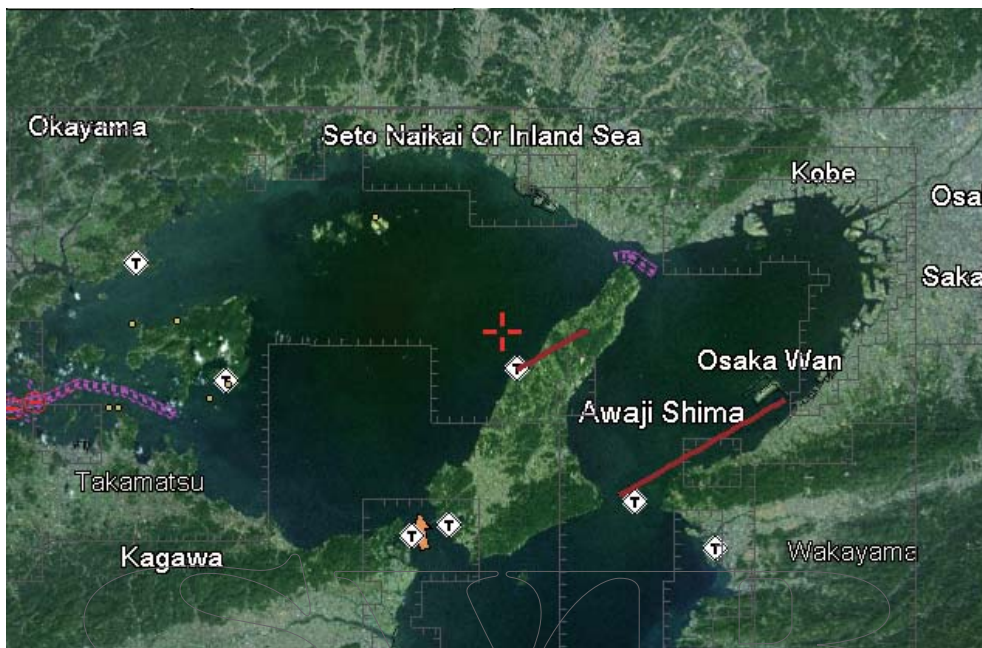 Okayama
Seto Naikai Or Inland Sea
Kobe
Osa
T
Saka
Osaka Wan
T
T
Awaji Shima
Takamatsu
T
T
T
Kagawa
T
Wakayama